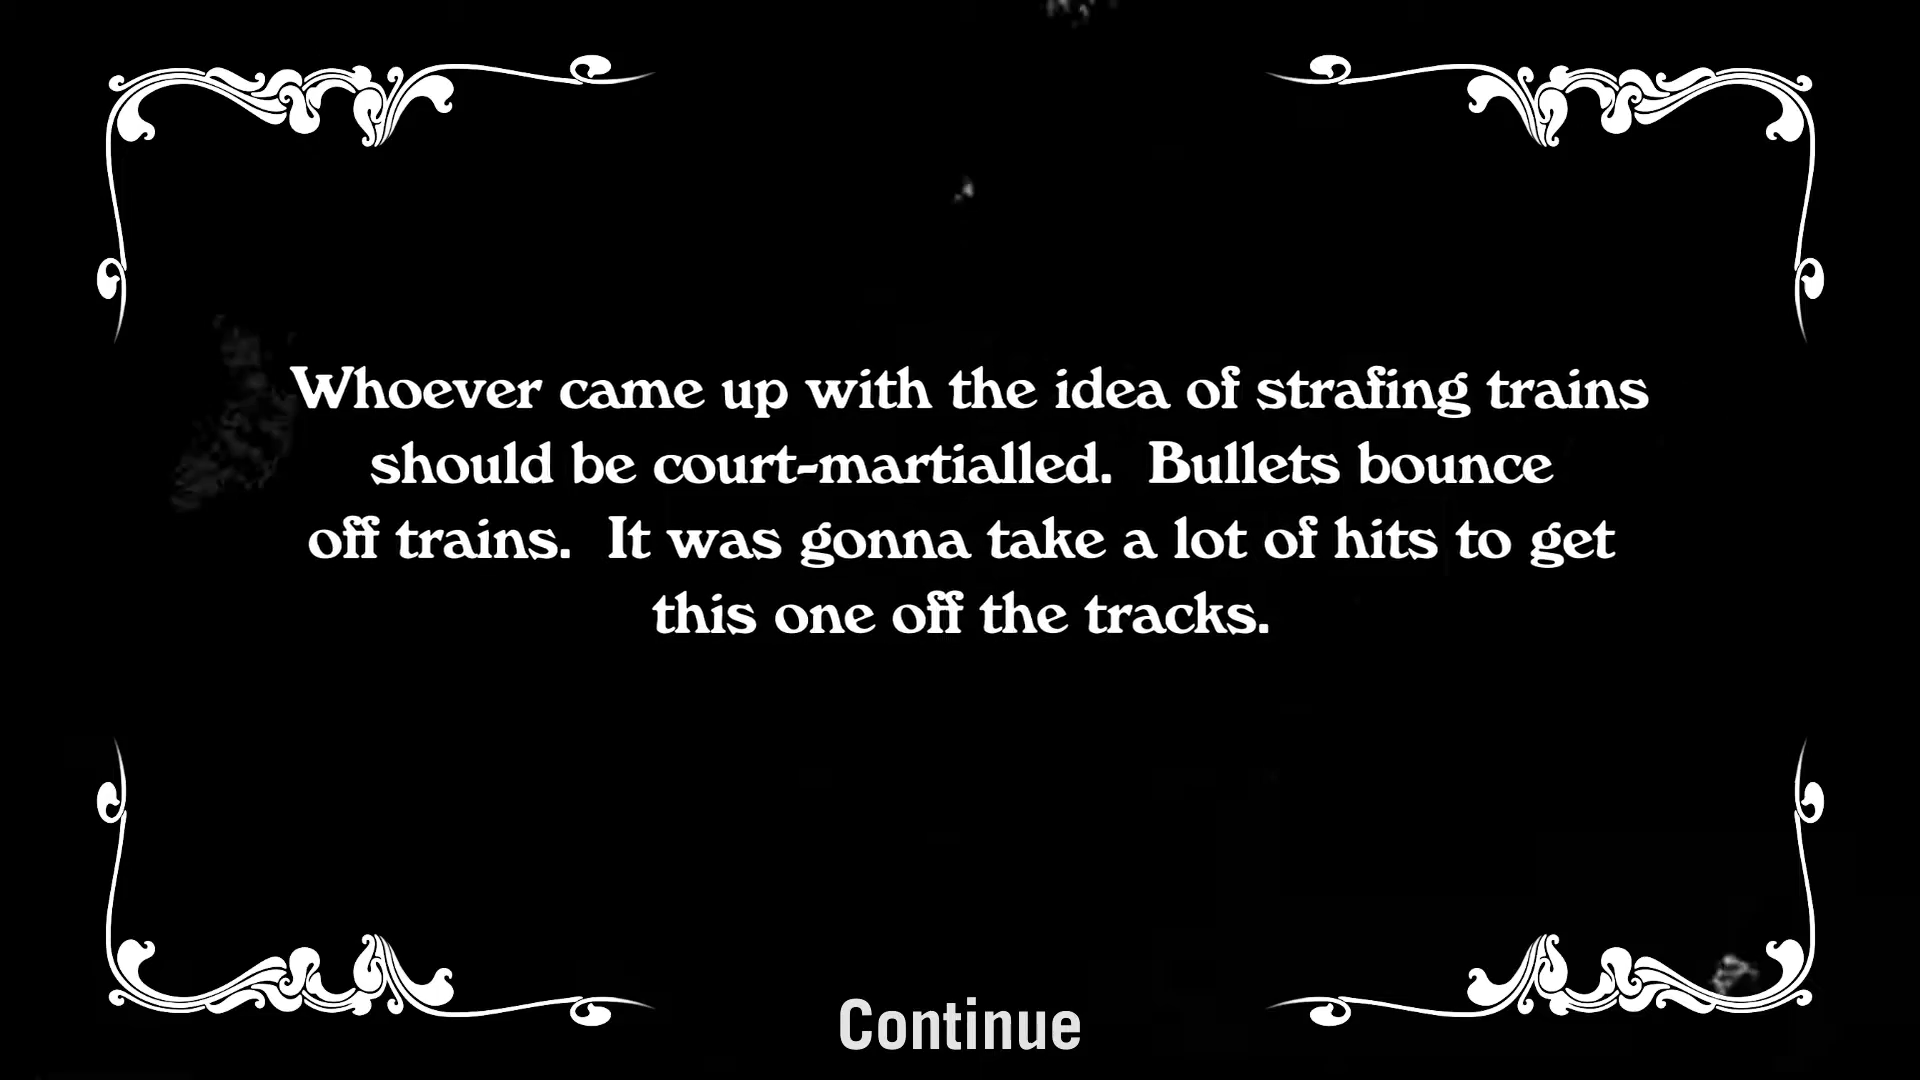 Whoever came up with the idea of strafing trains
should be court-martialled.  Bullets bounce
off trains.  It was gonna take a lot of hits to get
this one off the tracks.
Continue